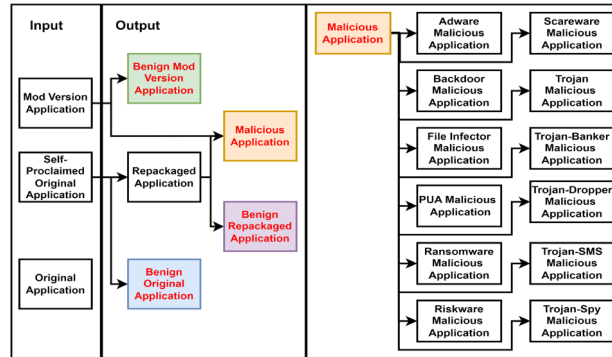 Input
Output
Mod Version
Application
Self-
Proclaimed
Original
Application
Original
Application
Benign Mod
Version
Application
Malicious
Application
Repackaged
Application
Benign
Repackaged
Application
Benign
Original
Application
Malicious
Application
Adware
Malicious
Application
Scareware
Malicious
Application
Backdoor
Malicious
Application
Trojan
Malicious
Application
File Infector
Malicious
Application
Trojan-Banker
Malicious
Application
PUA Malicious
Application
Trojan-Dropper
Malicious
Application
Ransomware
Malicious
Application
Trojan-SMS
Malicious
Application
Riskware
Malicious
Application
Trojan-Spy
Malicious
Application